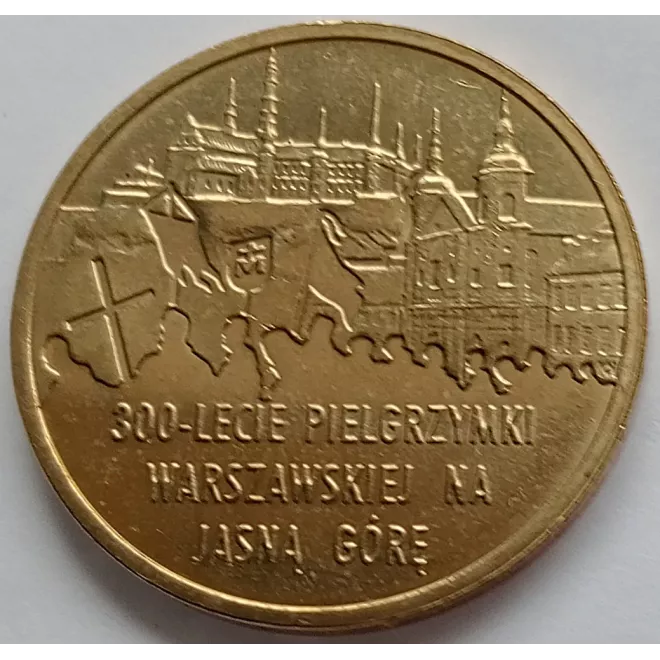 300-LECIE PIELGRZYMKI
WARSZAWSKIEJ NA
JASNĄ GÓRĘ